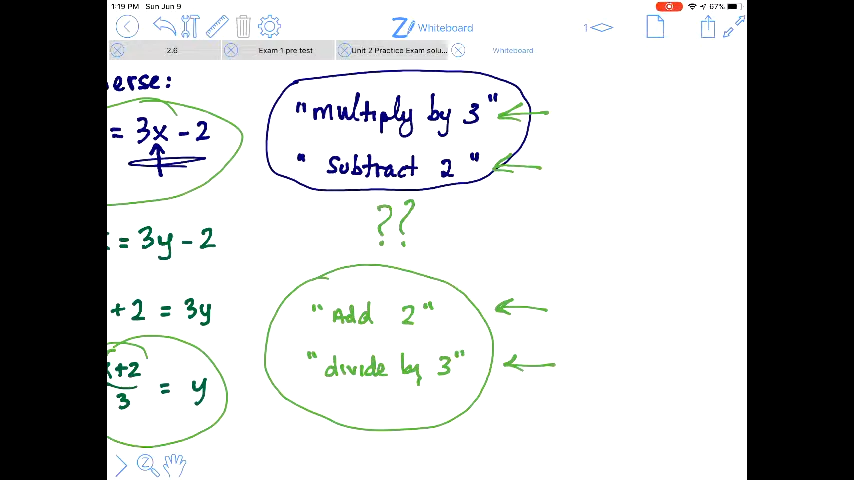 1:19 PM Sun Jun 9
67%
Whiteboard
1
2.6
Exam 1 pre test
Unit 2 Practice Exam solu...
Whiteboard
erse:
= 3x - 2
"multiply by 3"
"Subtract 2"
??
= 3y - 2
+ 2 = 3y
x+2
3
= y
"Add 2"
"divide by 3"